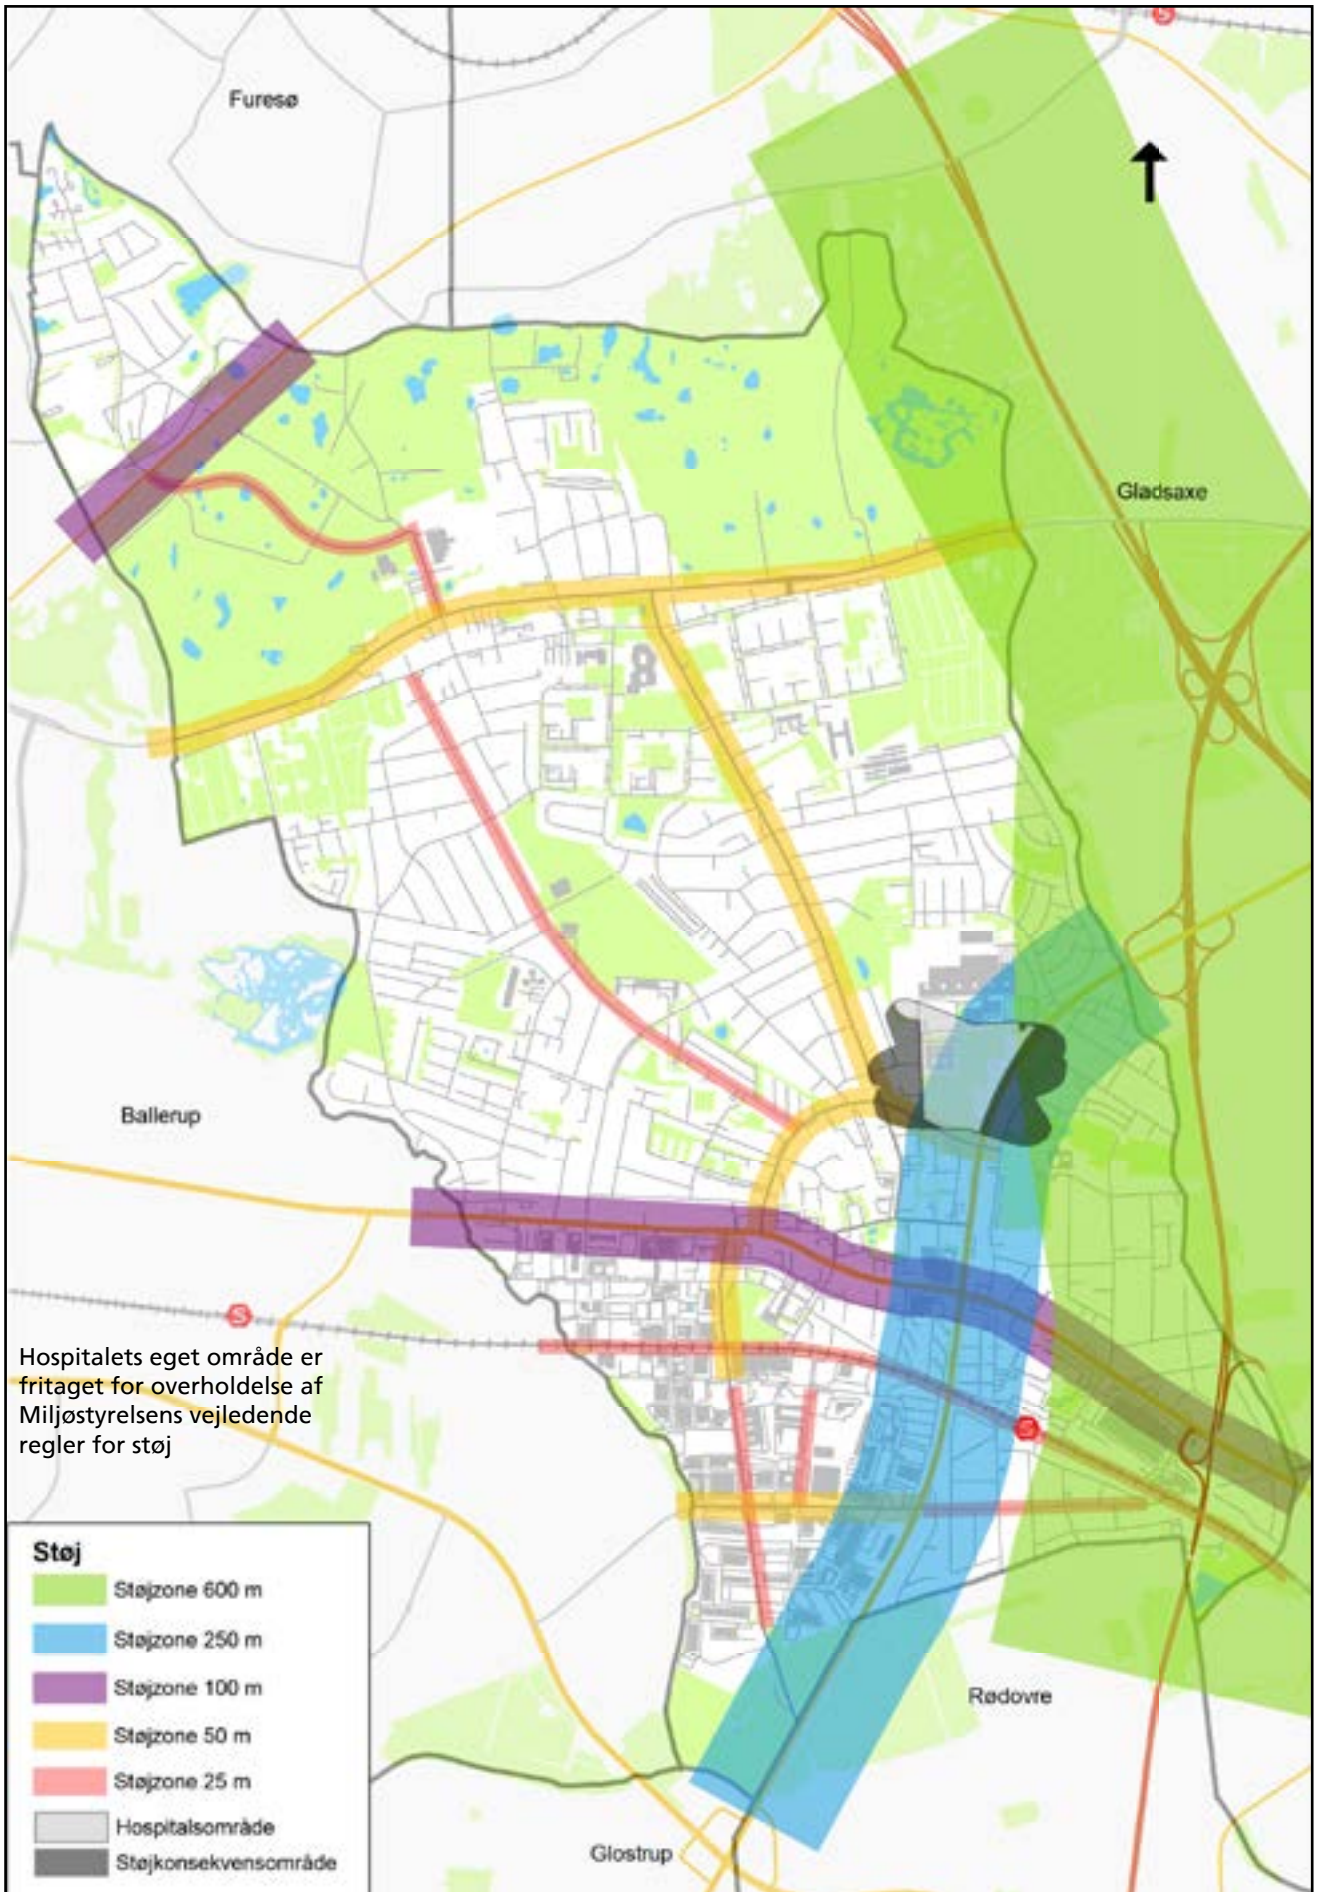 S
Furesø
Gladsaxe
Ballerup
S
Hospitalets eget område er
fritaget for overholdelse af
Miljøstyrelsens vejledende
regler for støj
S
Støj
Støjzone 600 m
Støjzone 250 m
Støjzone 100 m
Støjzone 50 m
Støjzone 25 m
Hospitalsområde
Støjkonsekvensområde
Rødovre
Glostrup